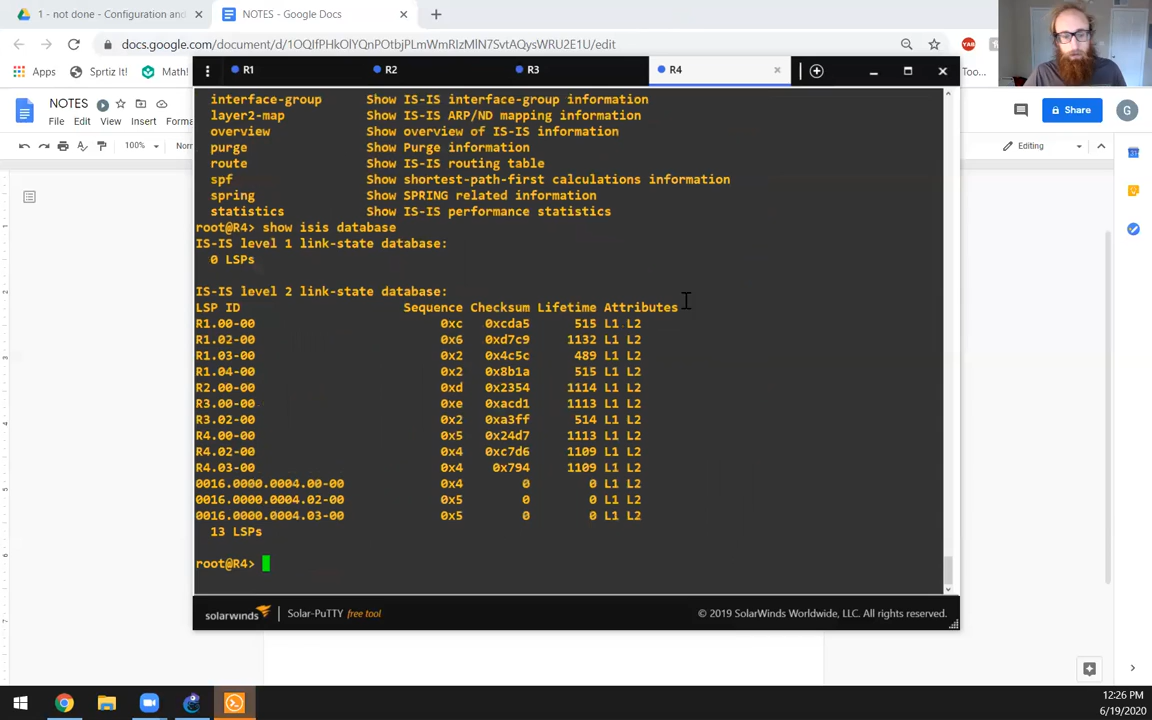 1 - not done - Configuration and
NOTES - Google Docs
docs.google.com/document/d/1OQIfPHkOlYQnPOtbjPLmWmRIzMlN7SvtAQysWRU2E1U/edit
YAB
Apps
Sprtiz It!
Math!
Too...
R1
R2
R3
R4
NOTES
File
Edit
View
Insert
Forma
Share
G
100%
Nor
Editing
interface-group Show IS-IS interface-group information
layer2-map Show IS-IS ARP/ND mapping information
overview Show overview of IS-IS information
purge Show Purge information
route Show IS-IS routing table
spf Show shortest-path-first calculations information
spring Show SPRING related information
statistics Show IS-IS performance statistics
root@R4> show isis database
IS-IS level 1 link-state database:
0 LSPs
IS-IS level 2 link-state database:
LSP ID Sequence Checksum Lifetime Attributes
R1.00-00 0xc 0xcda5 515 L1 L2
R1.02-00 0x6 0xd7c9 1132 L1 L2
R1.03-00 0x2 0x4c5c 489 L1 L2
R1.04-00 0x2 0x8b1a 515 L1 L2
R2.00-00 0xd 0x2354 1114 L1 L2
R3.00-00 0xe 0xacd1 1113 L1 L2
R3.02-00 0x2 0xa3ff 514 L1 L2
R4.00-00 0x5 0x24d7 1113 L1 L2
R4.02-00 0x4 0xc7d6 1109 L1 L2
R4.03-00 0x4 0x794 1109 L1 L2
0016.0000.0004.00-00 0x4 0 0 L1 L2
0016.0000.0004.02-00 0x5 0 0 L1 L2
0016.0000.0004.03-00 0x5 0 0 L1 L2
13 LSPs
root@R4>
solarwinds Solar-PuTTY free tool
© 2019 SolarWinds Worldwide, LLC. All rights reserved.
12:26 PM
6/19/2020